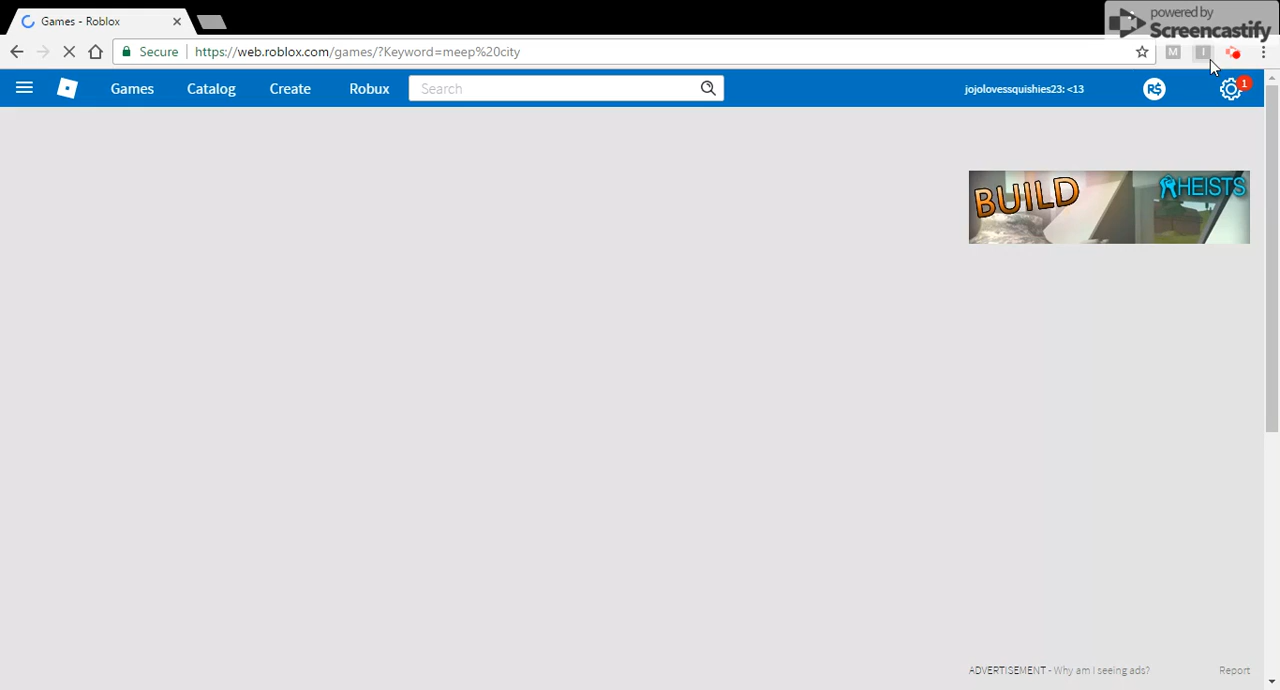 Games - Roblox
powered by
Screencastify
Secure
https://web.roblox.com/games/?Keyword=meep%20city
M
I
Games
Catalog
Create
Robux
Search
jojolovessquishies23: <13
R$
1
BUILD
HEISTS
ADVERTISEMENT - Why am I seeing ads?
Report